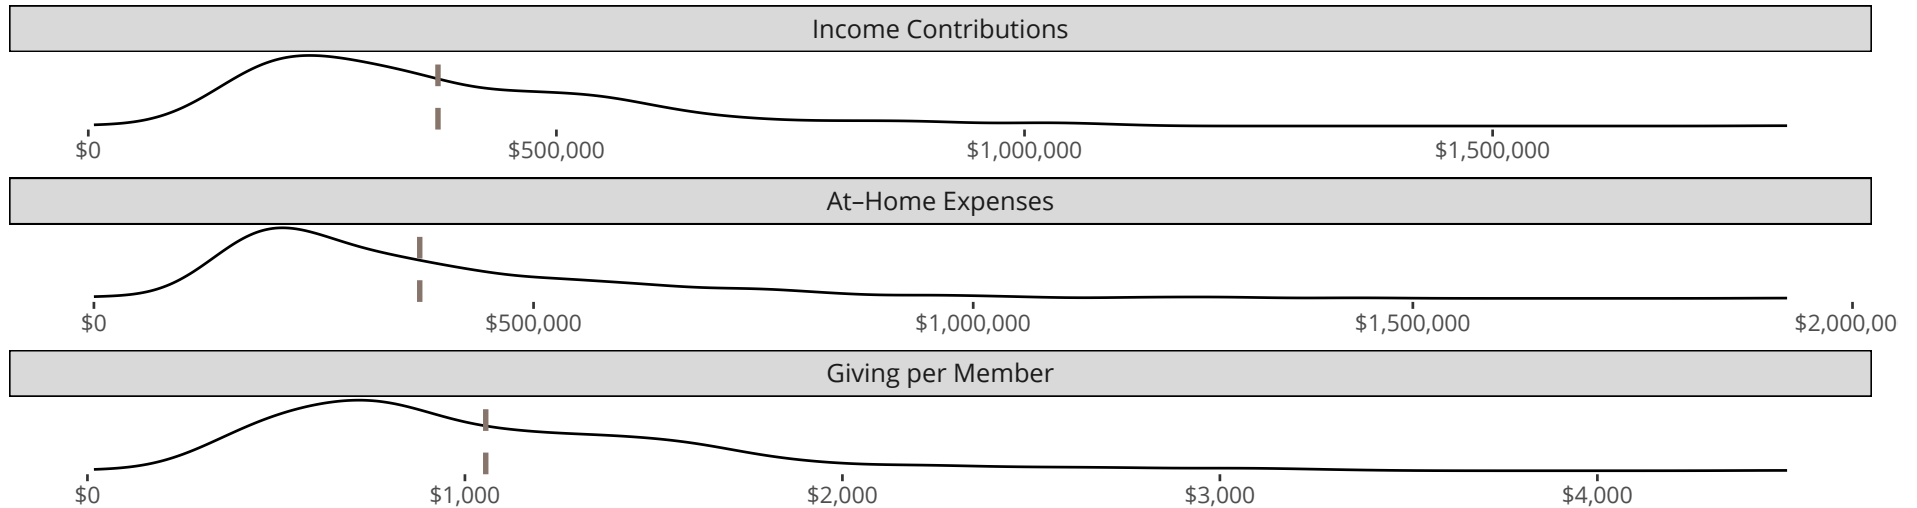 Income Contributions
$0 $500,000 $1,000,000 $1,500,000
At–Home Expenses
$0 $500,000 $1,000,000 $1,500,000 $2,000,00
Giving per Member
$0 $1,000 $2,000 $3,000 $4,000